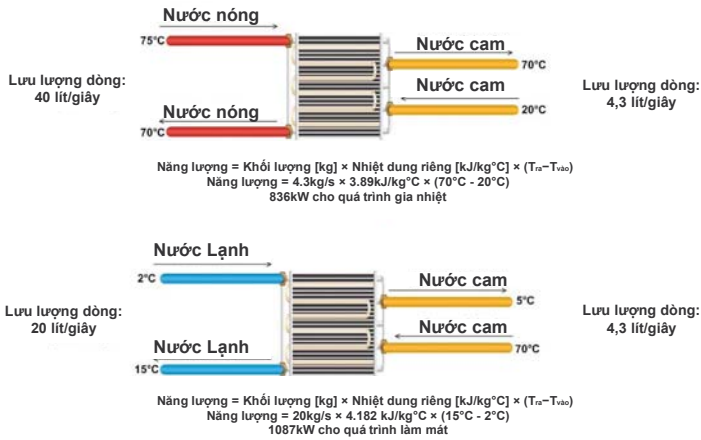 Nước nóng
75°C
Nước cam
70°C
Lưu lượng dòng:
40 lít/giây
Lưu lượng dòng:
4,3 lít/giây
Nước nóng
70°C
Nước cam
20°C
Năng lượng = Khối lượng [kg] × Nhiệt dung riêng [kJ/kg°C] × (Tra−Tvào)
Năng lượng = 4.3kg/s × 3.89kJ/kg°C × (70°C - 20°C)
836kW cho quá trình gia nhiệt
Nước Lạnh
2°C
Nước cam
5°C
Lưu lượng dòng:
20 lít/giây
Lưu lượng dòng:
4,3 lít/giây
Nước Lạnh
15°C
Nước cam
70°C
Năng lượng = Khối lượng [kg] × Nhiệt dung riêng [kJ/kg°C] × (Tra−Tvào)
Năng lượng = 20kg/s × 4.182 kJ/kg°C × (15°C - 2°C)
1087kW cho quá trình làm mát